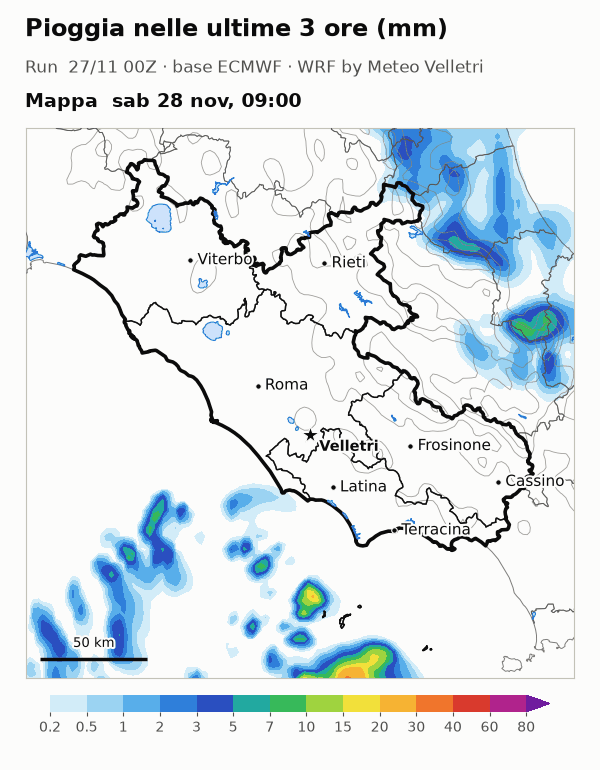 Pioggia nelle ultime 3 ore (mm)
Run  27/11 00Z · base ECMWF · WRF by Meteo Velletri
Mappa  sab 28 nov, 09:00
Viterbo
Rieti
Roma
Velletri
Frosinone
Latina
Cassino
Terracina
50 km
0.2 0.5 1 2 3 5 7 10 15 20 30 40 60 80